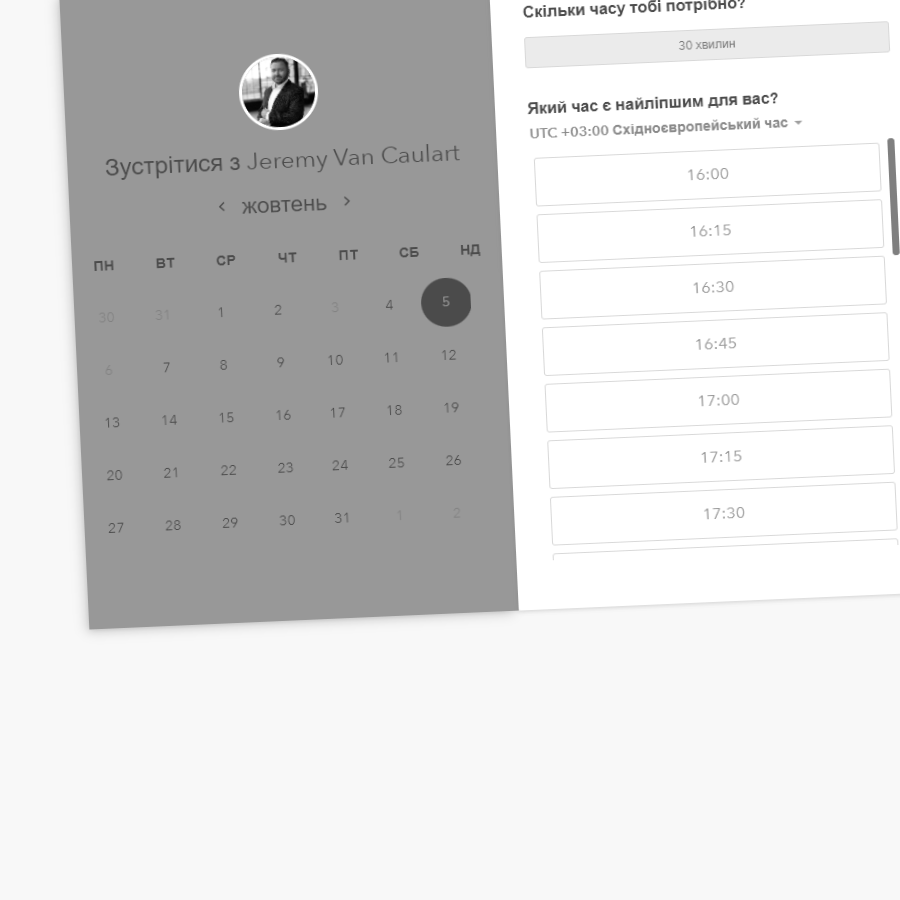 Зустрітися з Jeremy Van Caulart
жовтень
ПН ВТ СР ЧТ ПТ СБ НД
30 31 1 2 3 4 5
6 7 8 9 10 11 12
13 14 15 16 17 18 19
20 21 22 23 24 25 26
27 28 29 30 31 1 2
Скільки часу тобі потрібно?
30 хвилин
Який час є найліпшим для вас?
UTC +03:00 Східноєвропейський час
16:00
16:15
16:30
16:45
17:00
17:15
17:30